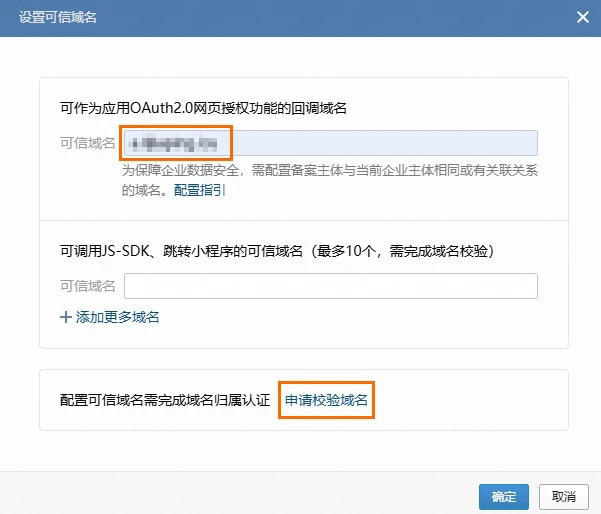 设置可信域名
可作为应用OAuth2.0网页授权功能的回调域名
可信域名
为保障企业数据安全，需配置备案主体与当前企业主体相同或有关联关系
的域名。配置指引
可调用JS-SDK、跳转小程序的可信域名（最多10个，需完成域名校验）
可信域名
添加更多域名
配置可信域名需完成域名归属认证 申请校验域名
确定 取消